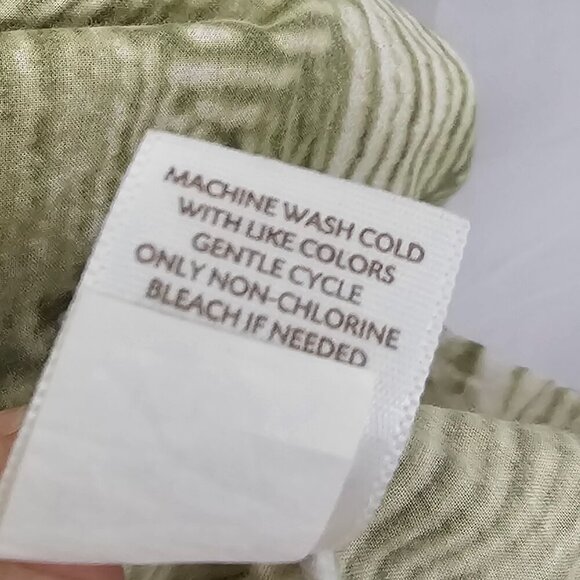 MACHINE WASH COLD
WITH LIKE COLORS
GENTLE CYCLE
ONLY NON-CHLORINE
BLEACH IF NEEDED